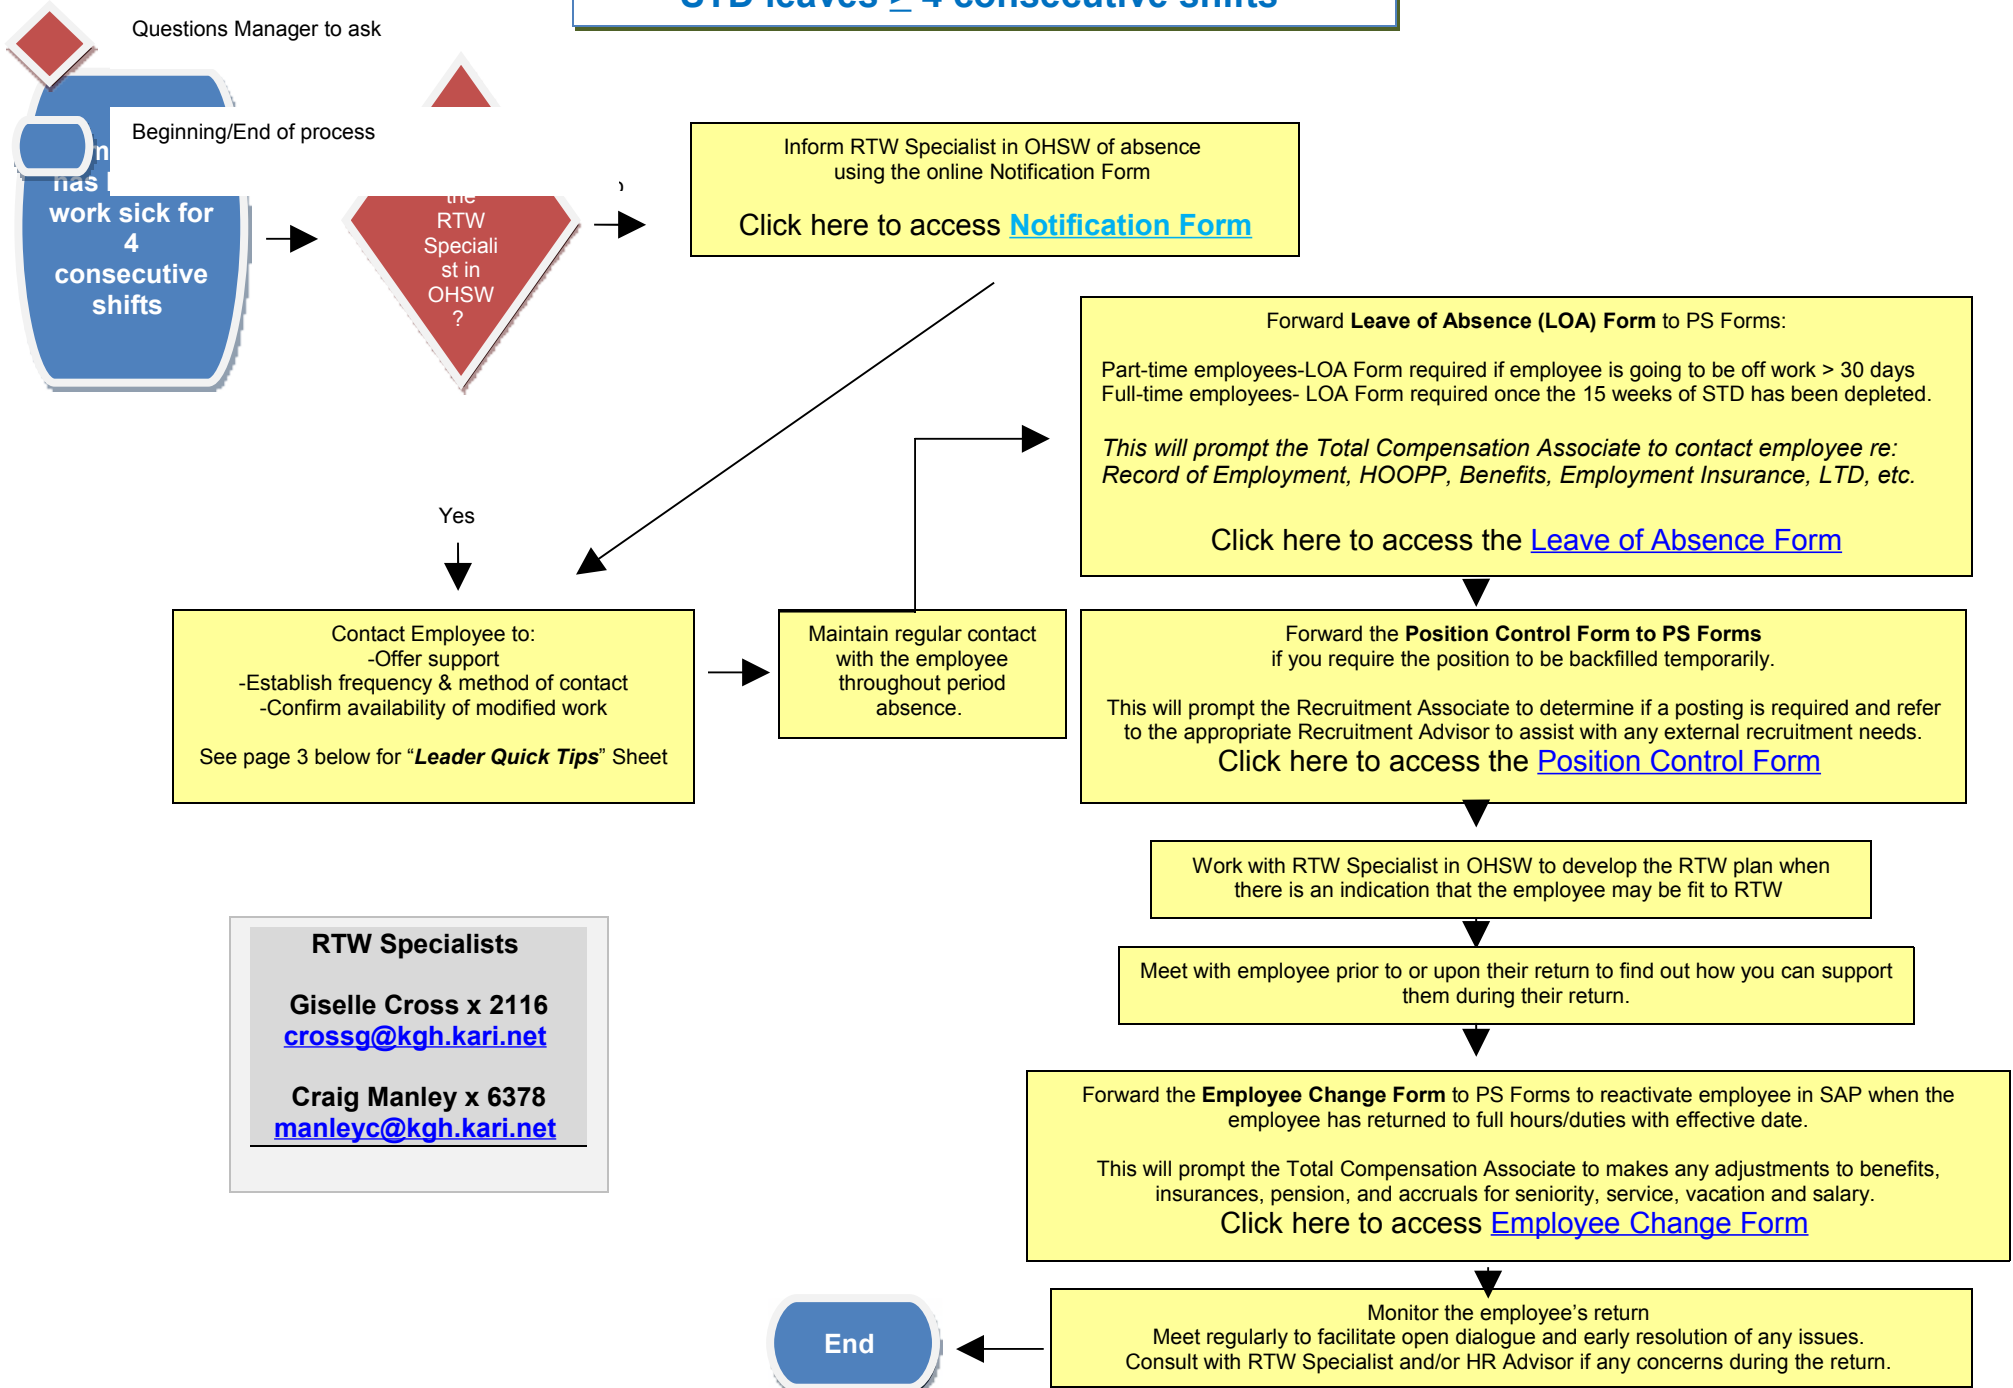 STD leaves ≥ 4 consecutive shifts
Questions Manager to ask
Beginning/End of process
has
work sick for
4
consecutive
shifts
the
RTW
Speciali
st in
OHSW
?
Inform RTW Specialist in OHSW of absence
using the online Notification Form
Click here to access Notification Form
Forward Leave of Absence (LOA) Form to PS Forms:
Part-time employees-LOA Form required if employee is going to be off work > 30 days
Full-time employees- LOA Form required once the 15 weeks of STD has been depleted.
This will prompt the Total Compensation Associate to contact employee re:
Record of Employment, HOOPP, Benefits, Employment Insurance, LTD, etc.
Click here to access the Leave of Absence Form
Yes
Contact Employee to:
-Offer support
-Establish frequency & method of contact
-Confirm availability of modified work
See page 3 below for “Leader Quick Tips” Sheet
Maintain regular contact
with the employee
throughout period
absence.
Forward the Position Control Form to PS Forms
if you require the position to be backfilled temporarily.
This will prompt the Recruitment Associate to determine if a posting is required and refer
to the appropriate Recruitment Advisor to assist with any external recruitment needs.
Click here to access the Position Control Form
Work with RTW Specialist in OHSW to develop the RTW plan when
there is an indication that the employee may be fit to RTW
Meet with employee prior to or upon their return to find out how you can support
them during their return.
RTW Specialists
Giselle Cross x 2116
crossg@kgh.kari.net
Craig Manley x 6378
manleyc@kgh.kari.net
Forward the Employee Change Form to PS Forms to reactivate employee in SAP when the
employee has returned to full hours/duties with effective date.
This will prompt the Total Compensation Associate to makes any adjustments to benefits,
insurances, pension, and accruals for seniority, service, vacation and salary.
Click here to access Employee Change Form
Monitor the employee’s return
Meet regularly to facilitate open dialogue and early resolution of any issues.
Consult with RTW Specialist and/or HR Advisor if any concerns during the return.
End